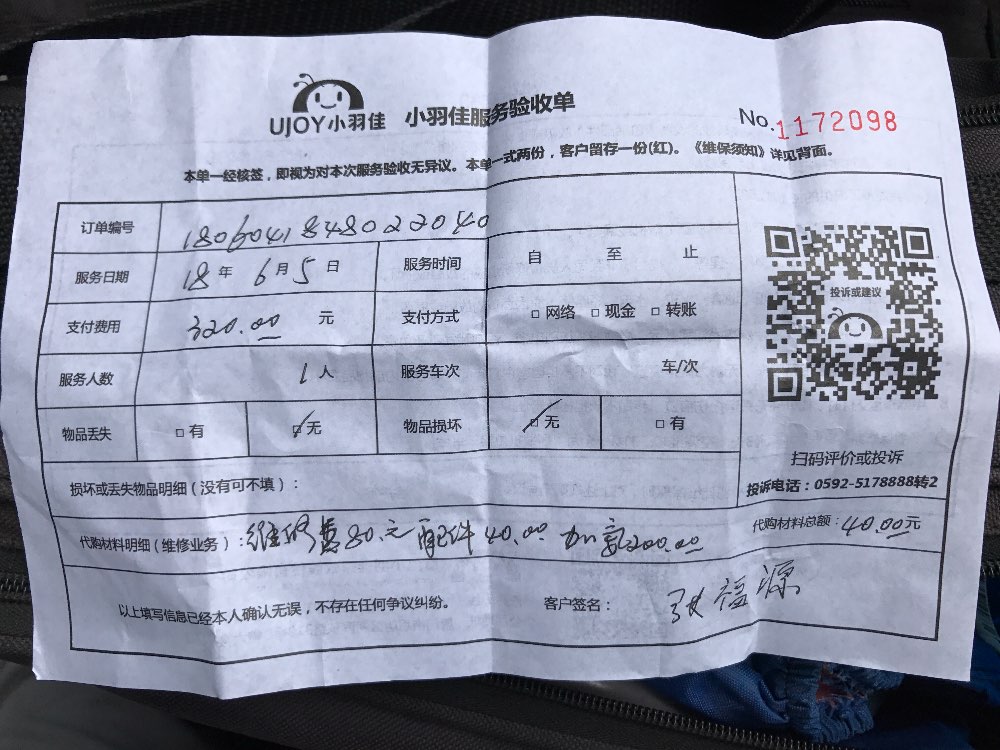 UJOY小羽佳 小羽佳服务验收单
No.1172098
本单一经核签，即视为对本次服务验收无异议。本单一式两份，客户留存一份(红)。《维保须知》详见背面。
订单编号 1806041848022040
服务日期 18年 6月5日 服务时间 自 至 止
支付费用 320.00 元 支付方式 □ 网络 □ 现金 □ 转账
投诉或建议
服务人数 1人 服务车次 车/次
物品丢失 □ 有 □ 无 物品损坏 □ 无 □ 有
扫码评价或投诉
投诉电话：0592-5178888转2
损坏或丢失物品明细（没有可不填）：
代购材料明细（维修业务）：维修费80.元 配件40.00 加氟200.00
代购材料总额：40.00元
以上填写信息已经本人确认无误，不存在任何争议纠纷。 客户签名： 张福源